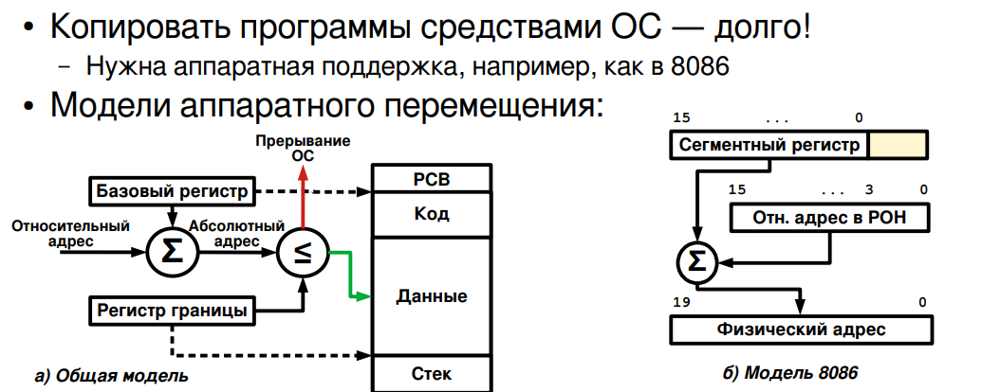 • Копировать программы средствами ОС — долго!
– Нужна аппаратная поддержка, например, как в 8086
• Модели аппаратного перемещения:
Прерывание
ОС
Базовый регистр
Относительный
адрес
Σ
Абсолютный
адрес
≤
Регистр границы
PCB
Код
Данные
Стек
а) Общая модель
15 ... 0
Сегментный регистр
15 ... 3 0
Отн. адрес в РОН
Σ
19 0
Физический адрес
б) Модель 8086